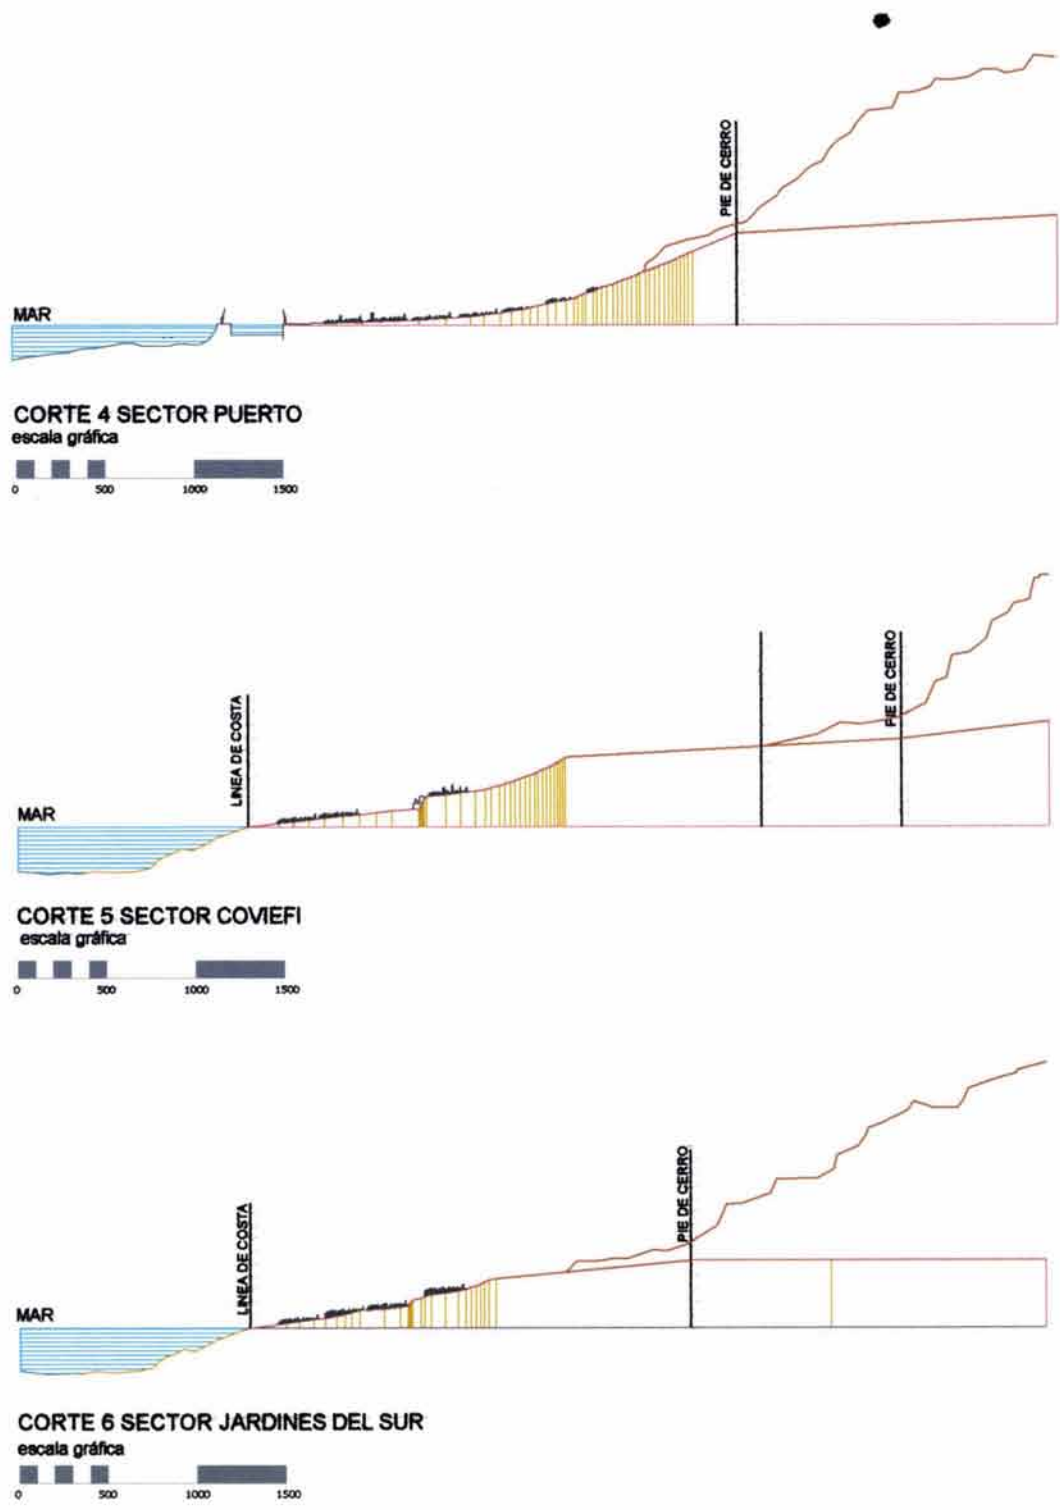 PIE DE CERRO
MAR
CORTE 4 SECTOR PUERTO
escala gráfica
0 500 1000 1500
LINEA DE COSTA
PIE DE CERRO
MAR
CORTE 5 SECTOR COVIEFI
escala gráfica
0 500 1000 1500
LINEA DE COSTA
PIE DE CERRO
MAR
CORTE 6 SECTOR JARDINES DEL SUR
escala gráfica
0 500 1000 1500